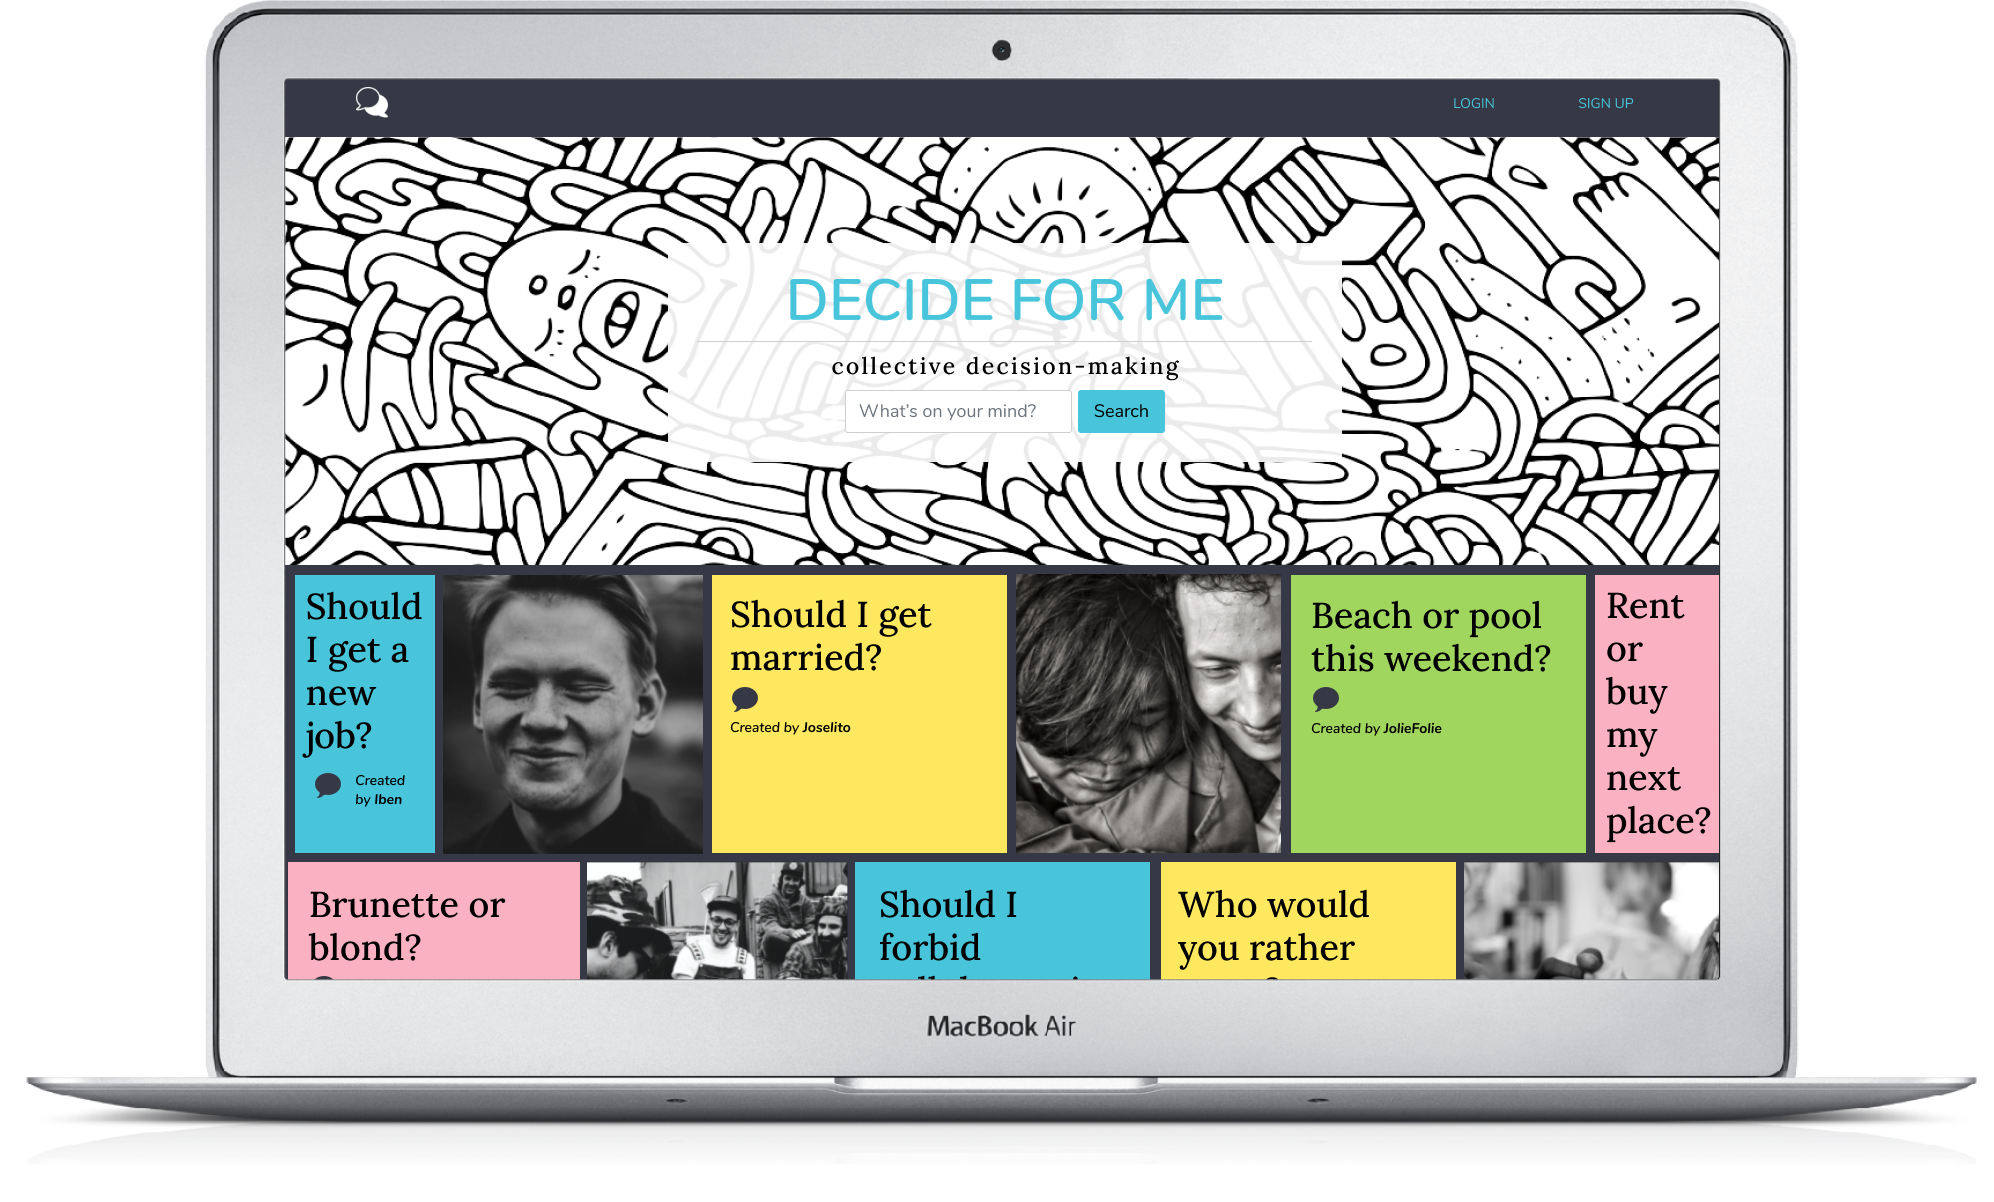 LOGIN
SIGN UP
DECIDE FOR ME
collective decision-making
What's on your mind?
Search
Should
I get a
new
job?
Created
by Iben
Should I get
married?
Created by Joselito
Beach or pool
this weekend?
Created by JolieFolie
Rent
or
buy
my
next
place?
Brunette or
blond?
Should I
forbid
Who would
you rather
MacBook Air